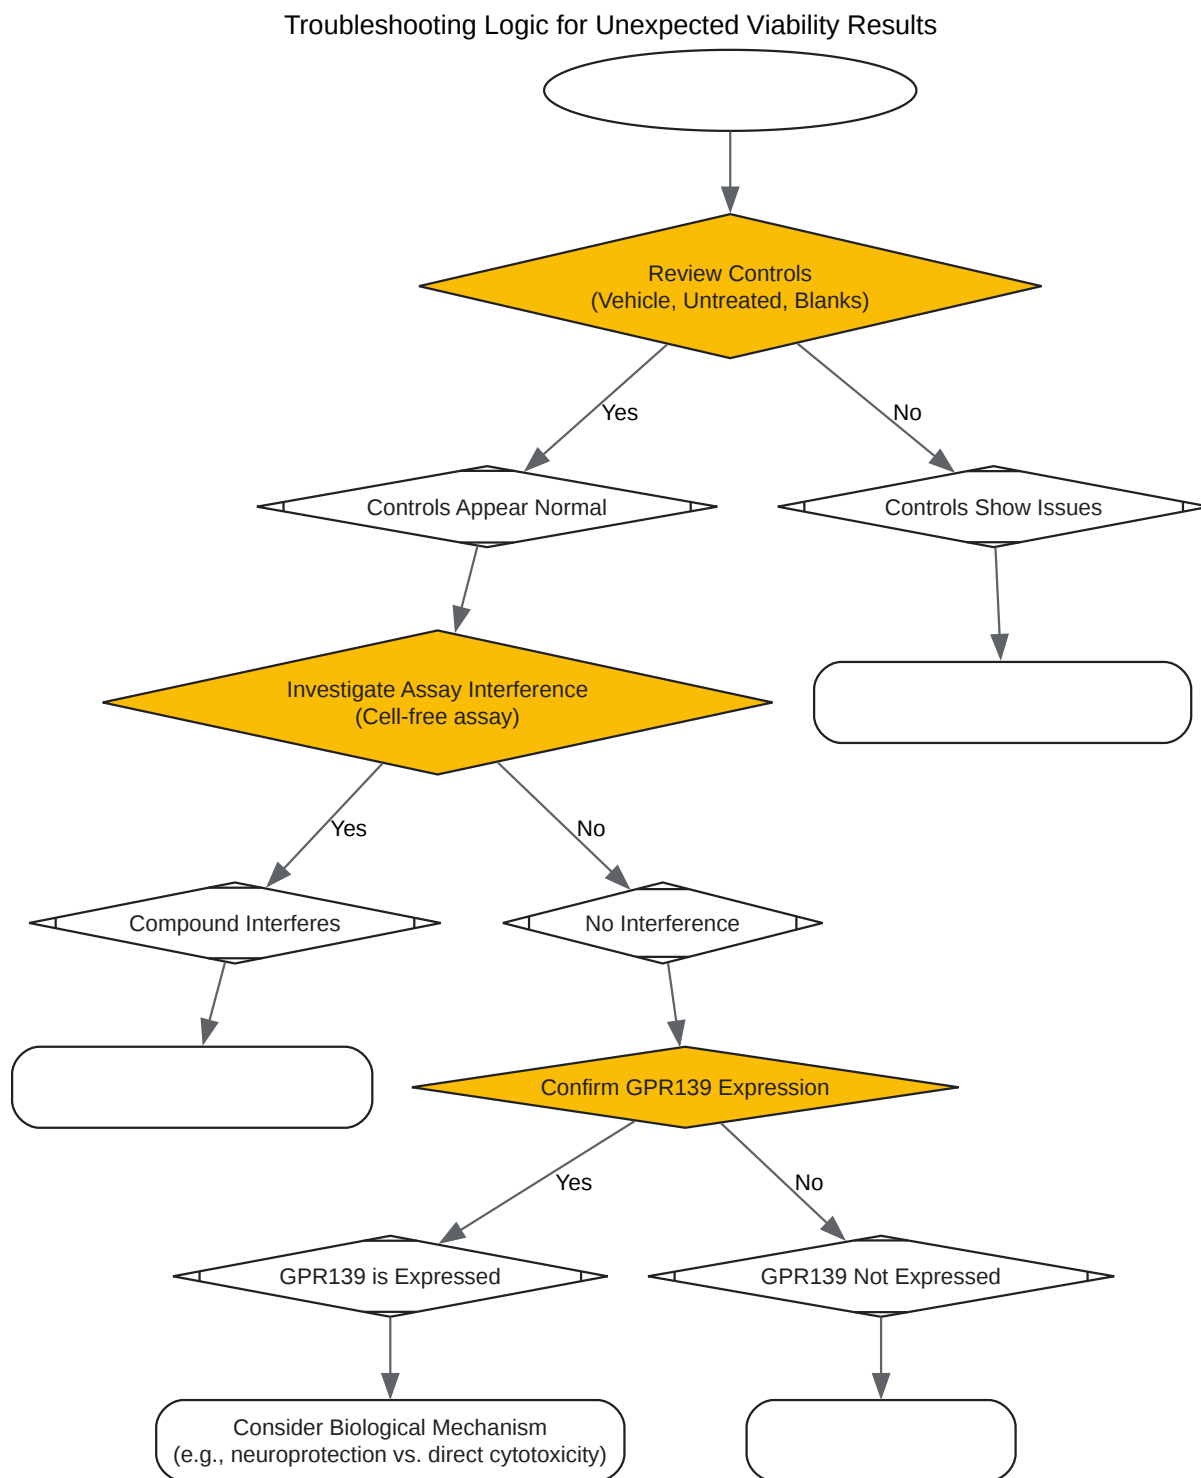 Troubleshooting Logic for Unexpected Viability Results
Review Controls
(Vehicle, Untreated, Blanks)
Yes
No
Controls Appear Normal
Controls Show Issues
Investigate Assay Interference
(Cell-free assay)
Yes
No
Compound Interferes
No Interference
Confirm GPR139 Expression
Yes
No
GPR139 is Expressed
GPR139 Not Expressed
Consider Biological Mechanism
(e.g., neuroprotection vs. direct cytotoxicity)